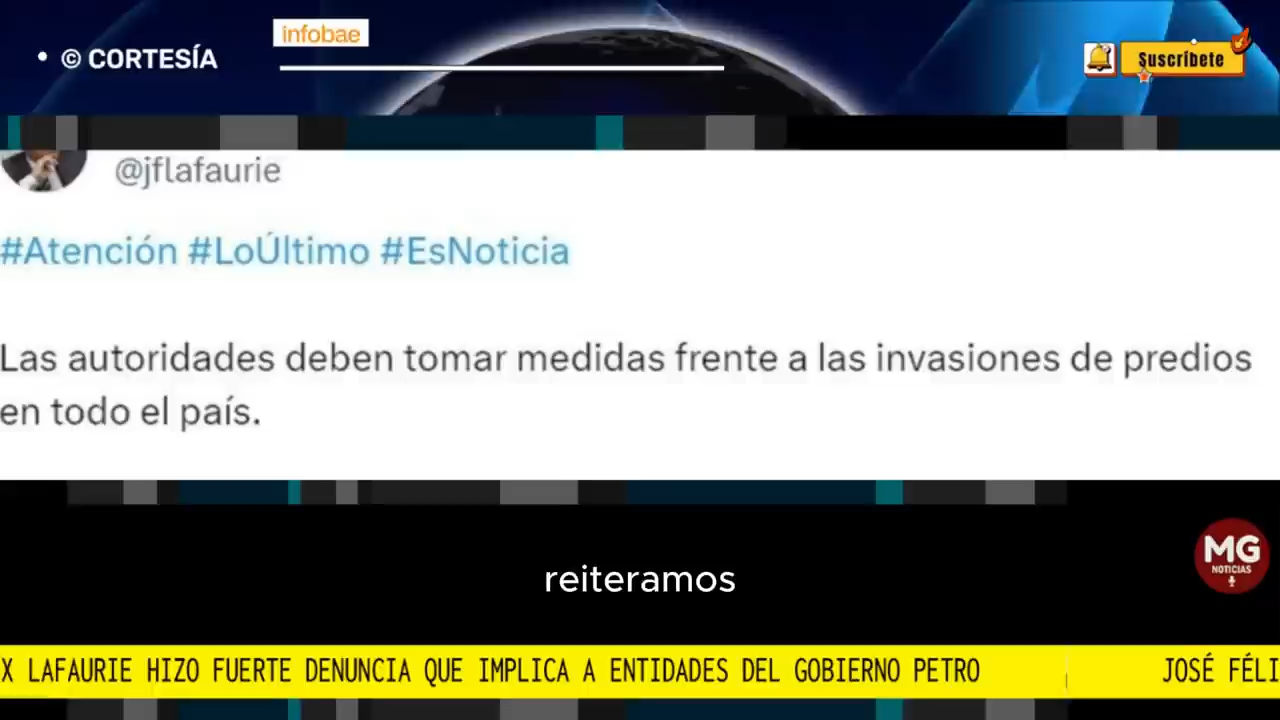 • © CORTESÍA
infobae
Suscríbete
@jflafaurie
#Atención #LoÚltimo #EsNoticia
Las autoridades deben tomar medidas frente a las invasiones de predios
en todo el país.
reiteramos
MG
NOTICIAS
X LAFAURIE HIZO FUERTE DENUNCIA QUE IMPLICA A ENTIDADES DEL GOBIERNO PETRO
JOSÉ FÉLI